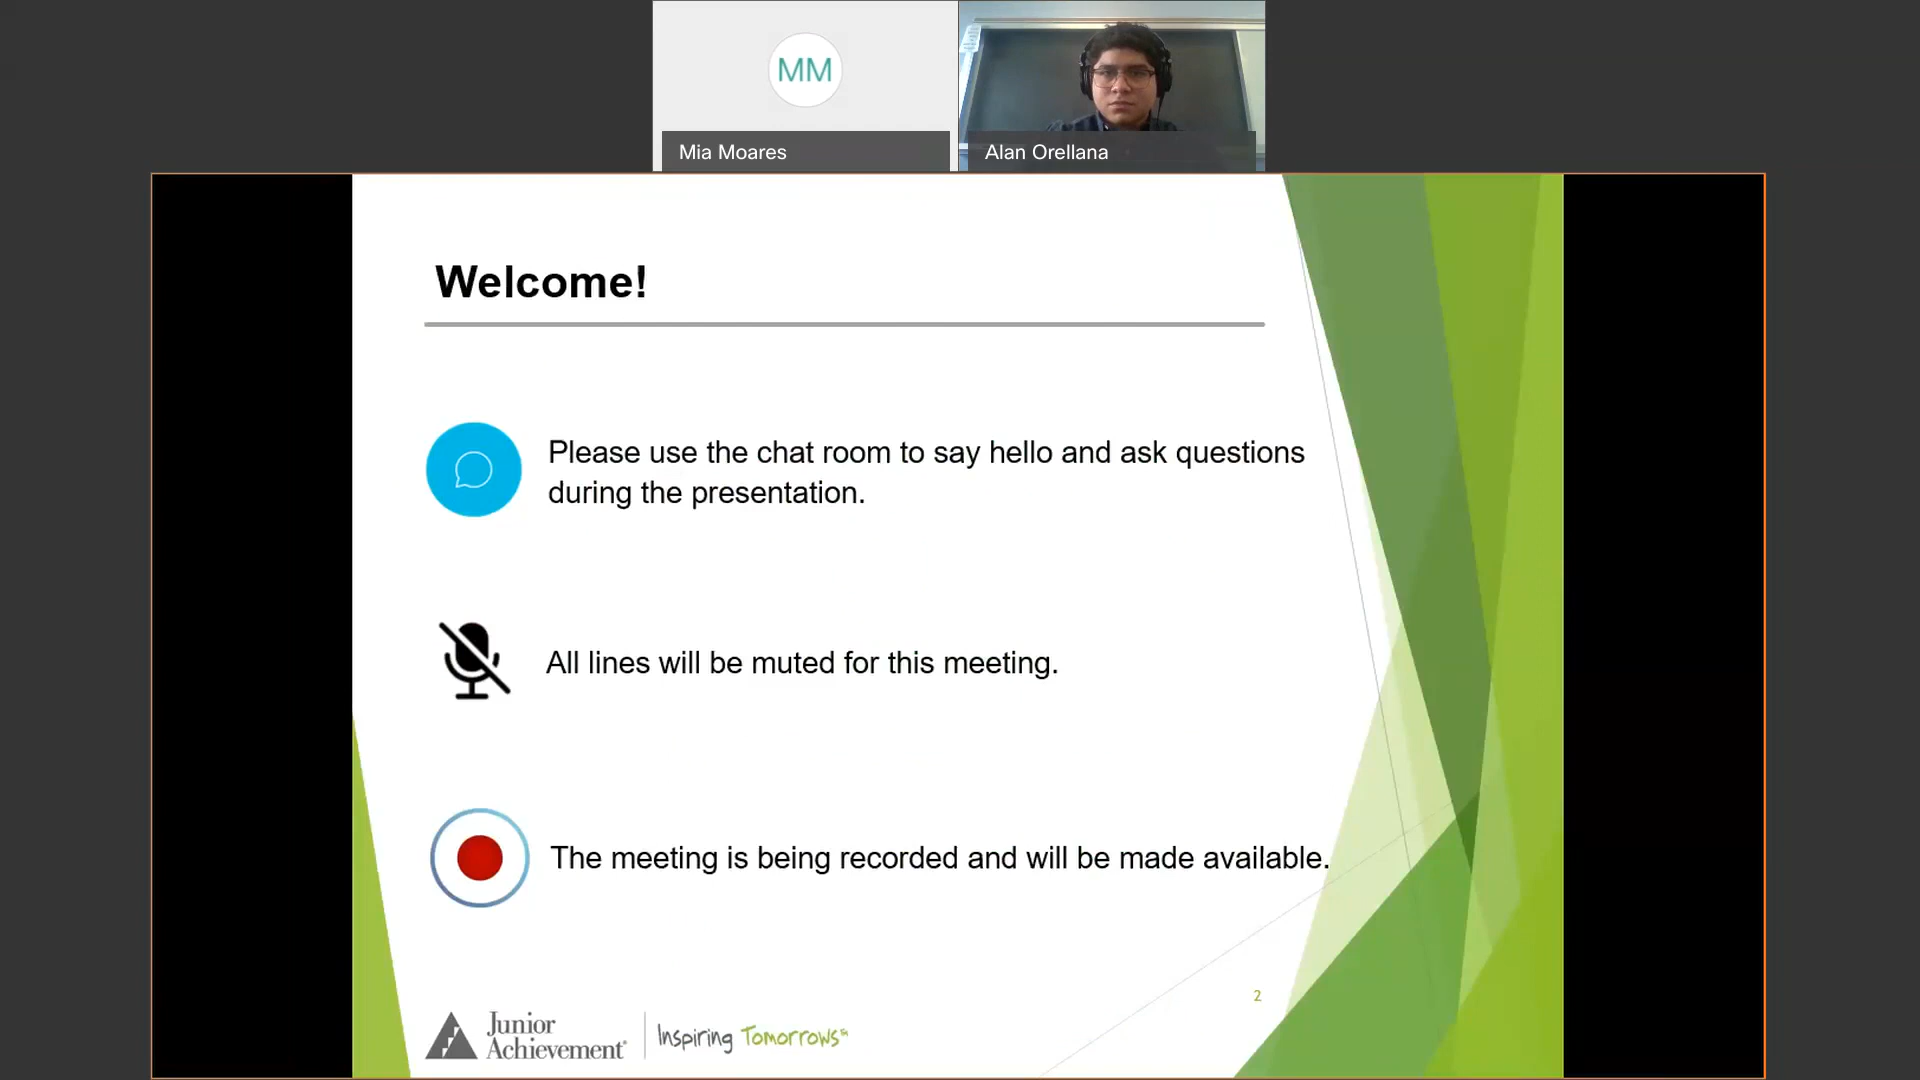 MM
Mia Moares
Alan Orellana
Welcome!
Please use the chat room to say hello and ask questions
during the presentation.
All lines will be muted for this meeting.
The meeting is being recorded and will be made available.
2
Junior
Achievement®
Inspiring Tomorrows℠